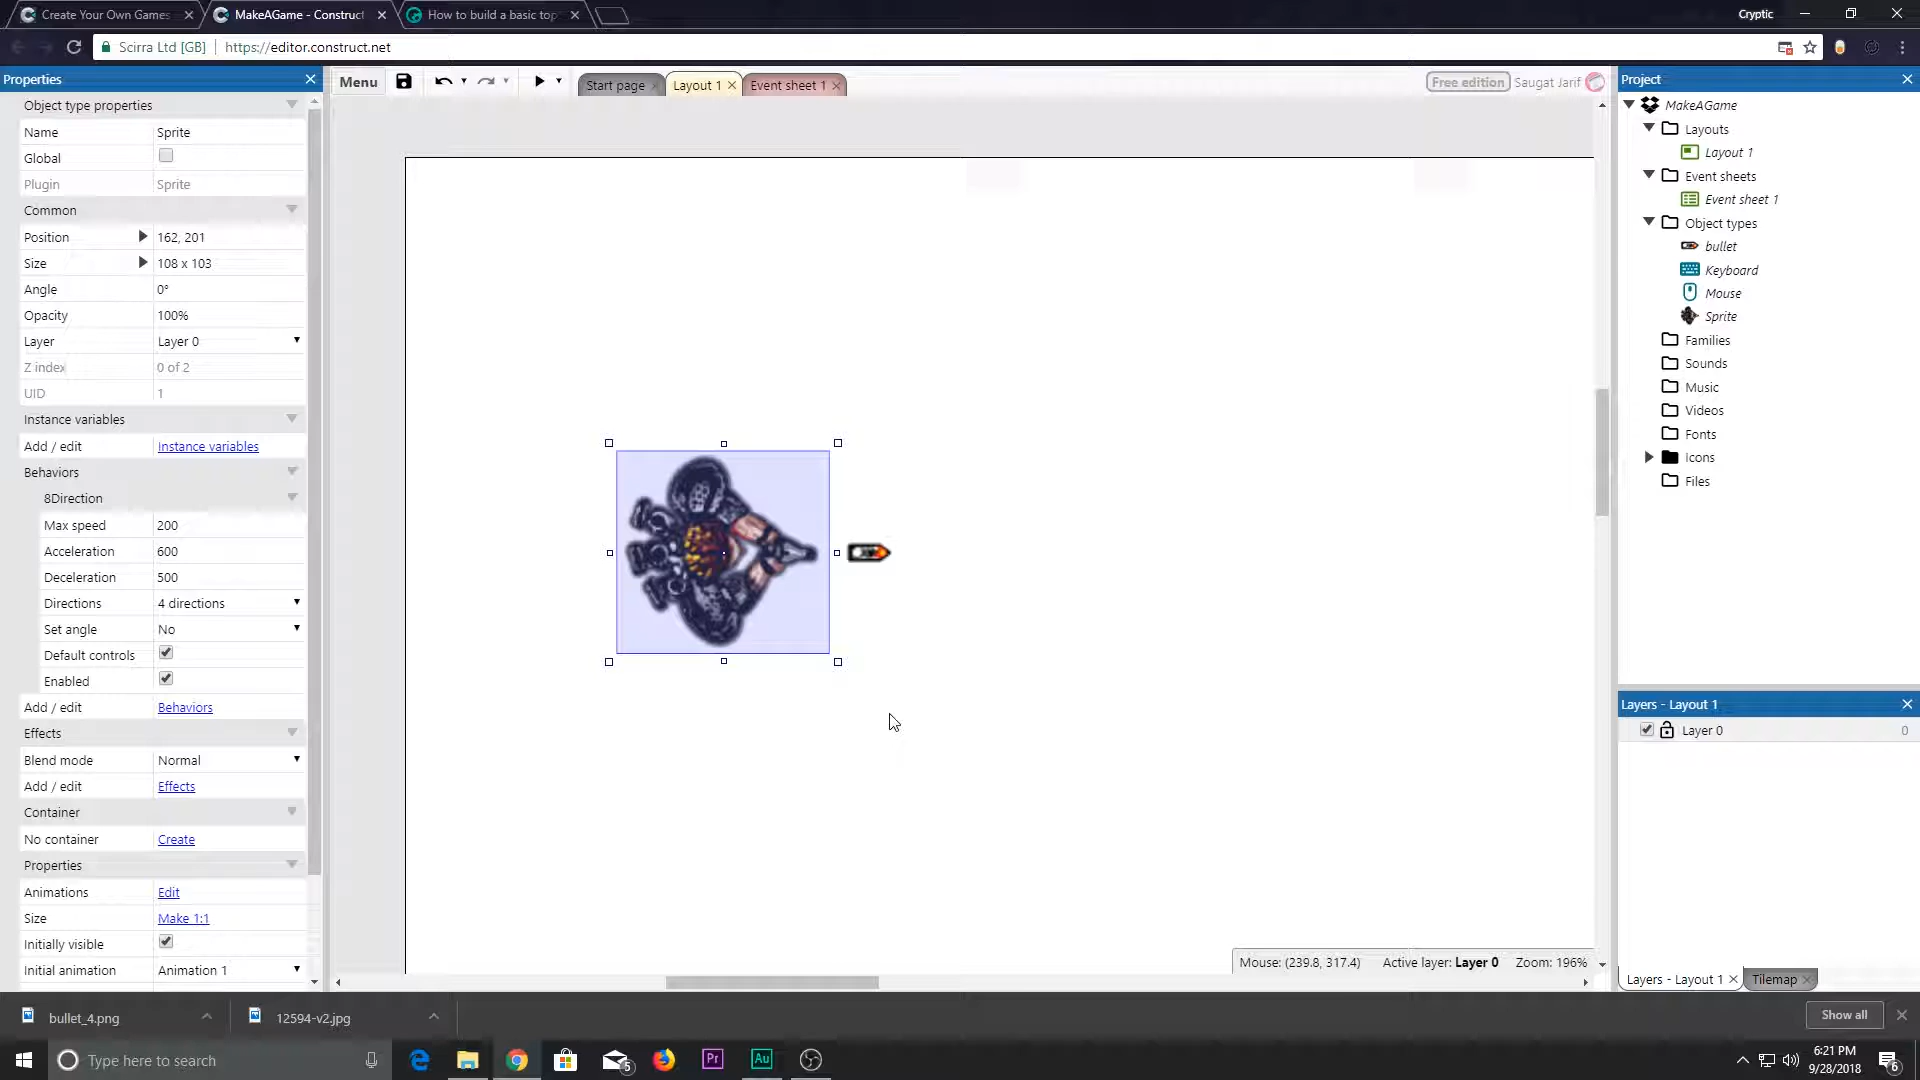 Create Your Own Games
MakeAGame - Construct
How to build a basic top
Cryptic
Scirra Ltd [GB]
https://editor.construct.net
Properties
Menu
Start page
Layout 1
Event sheet 1
Free edition
Saugat Jarif
Project
Object type properties
Name Sprite
Global
Plugin Sprite
Common
Position 162, 201
Size 108 x 103
Angle 0°
Opacity 100%
Layer Layer 0
Z index 0 of 2
UID 1
Instance variables
Add / edit Instance variables
Behaviors
8Direction
Max speed 200
Acceleration 600
Deceleration 500
Directions 4 directions
Set angle No
Default controls
Enabled
Add / edit Behaviors
Effects
Blend mode Normal
Add / edit Effects
Container
No container Create
Properties
Animations Edit
Size Make 1:1
Initially visible
Initial animation Animation 1
MakeAGame
Layouts
Layout 1
Event sheets
Event sheet 1
Object types
bullet
Keyboard
Mouse
Sprite
Families
Sounds
Music
Videos
Fonts
Icons
Files
Layers - Layout 1
Layer 0 0
Mouse: (239.8, 317.4) Active layer: Layer 0 Zoom: 196%
Layers - Layout 1
Tilemap
bullet_4.png
12594-v2.jpg
Show all
Type here to search
5
Pr
Au
6:21 PM
9/28/2018
6